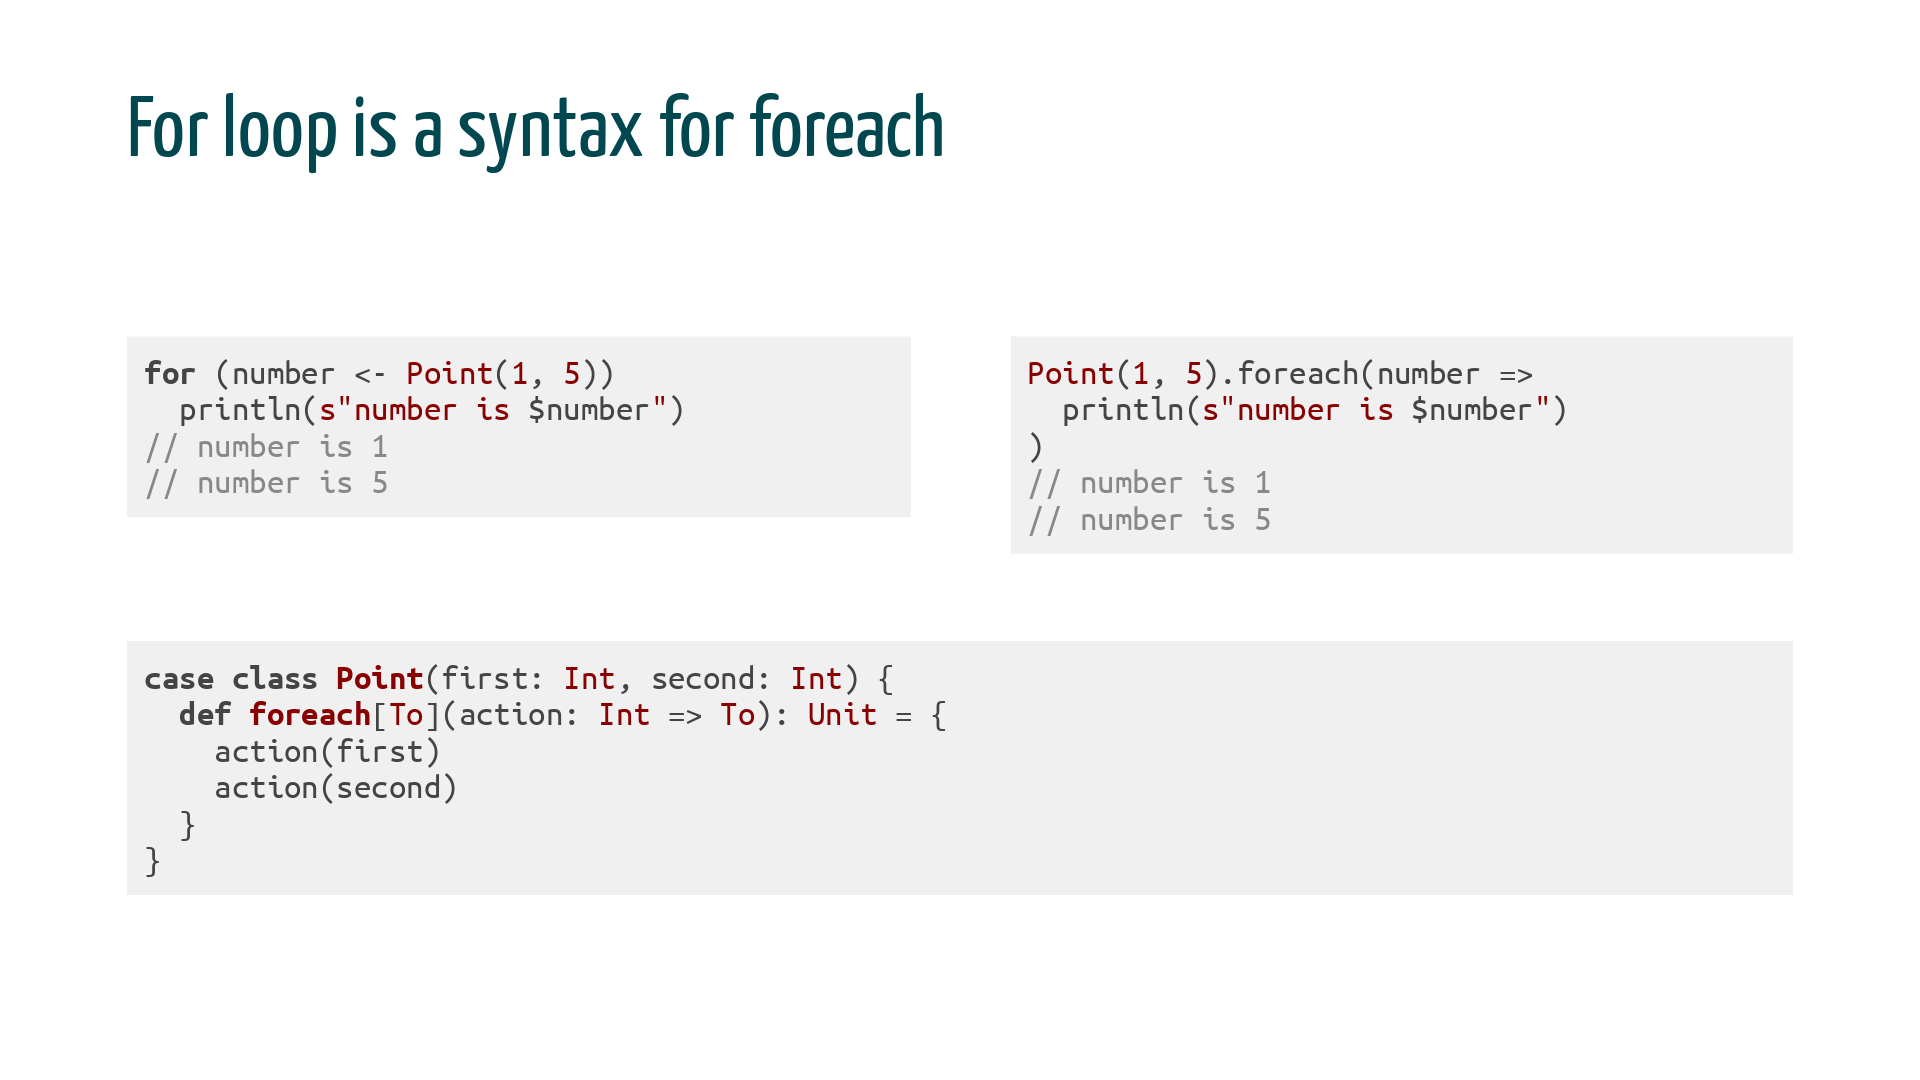 For loop is a syntax for foreach
for (number <- Point(1, 5))
  println(s"number is $number")
// number is 1
// number is 5
Point(1, 5).foreach(number =>
  println(s"number is $number")
)
// number is 1
// number is 5
case class Point(first: Int, second: Int) {
  def foreach[To](action: Int => To): Unit = {
    action(first)
    action(second)
  }
}